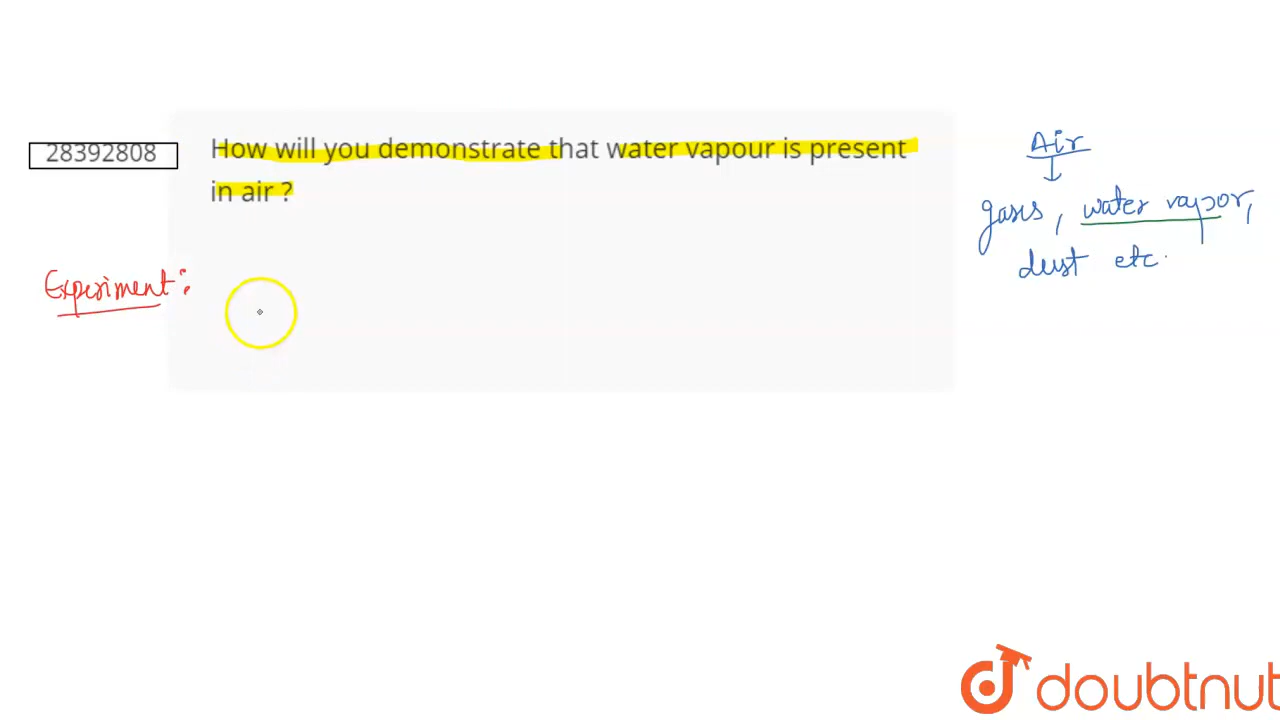 28392808
How will you demonstrate that water vapour is present
in air ?
Air
gases, water vapor,
dust etc.
Experiment:
doubtnut